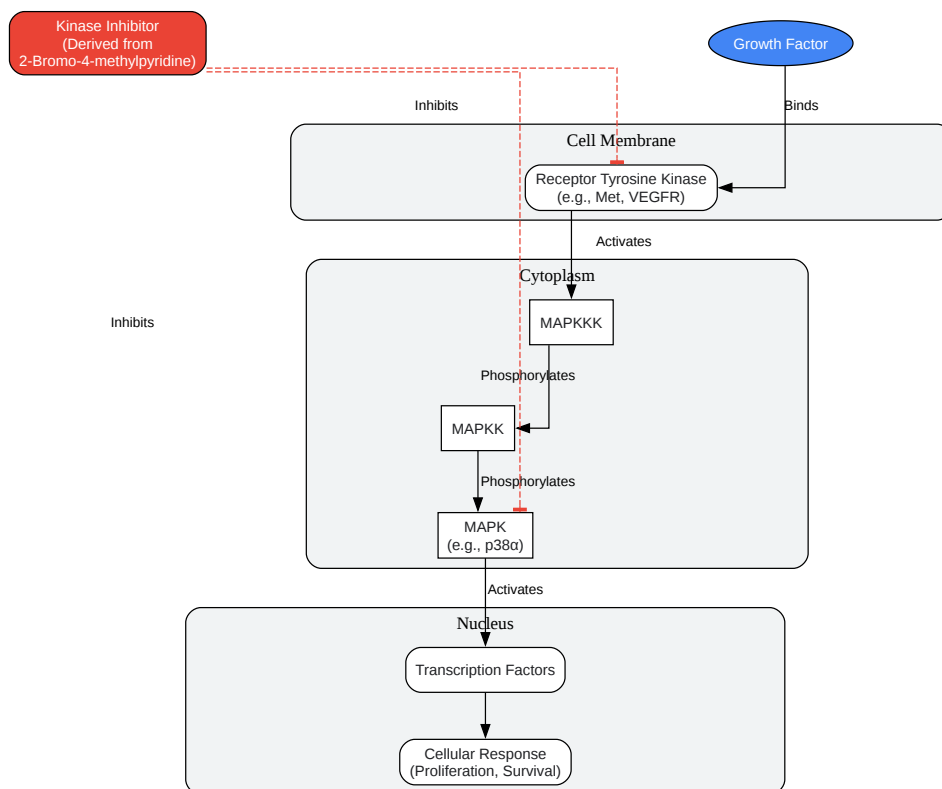 Kinase Inhibitor
(Derived from
2-Bromo-4-methylpyridine)
Growth Factor
Inhibits
Binds
Cell Membrane
Receptor Tyrosine Kinase
(e.g., Met, VEGFR)
Activates
Cytoplasm
MAPKKK
Inhibits
Phosphorylates
MAPKK
Phosphorylates
MAPK
(e.g., p38α)
Activates
Nucleus
Transcription Factors
Cellular Response
(Proliferation, Survival)